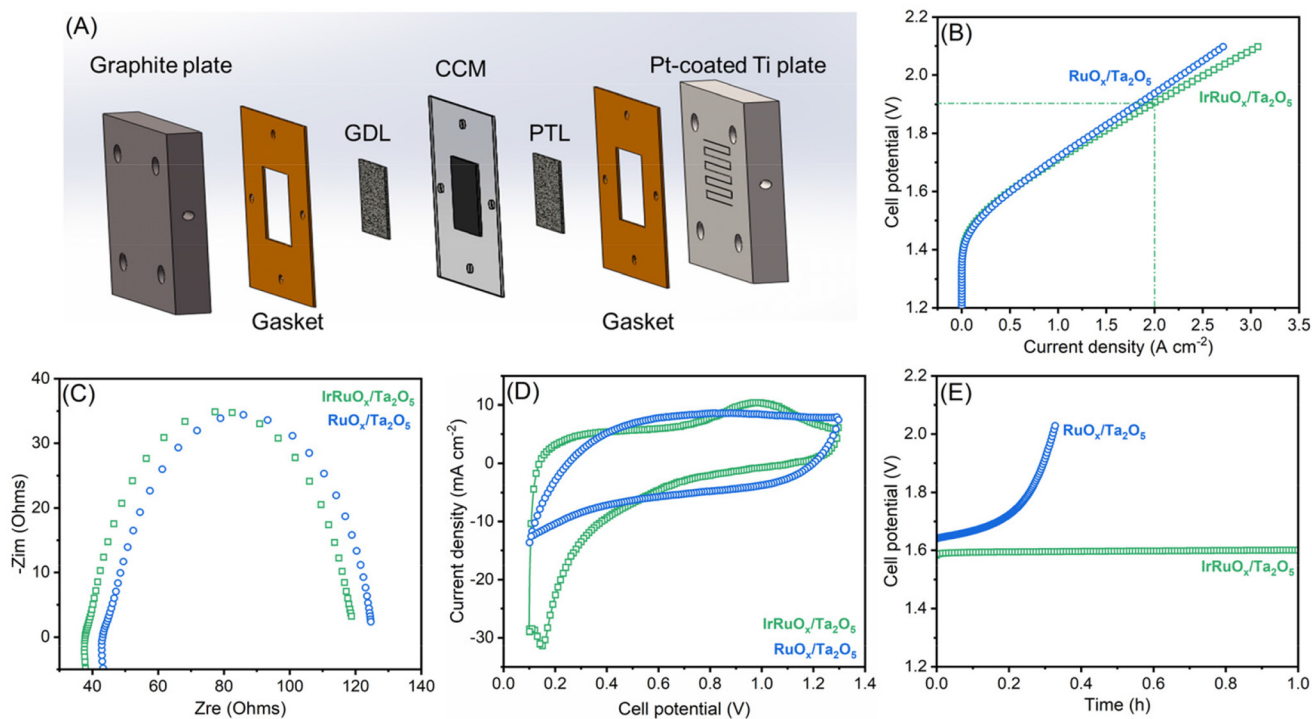 (A)
Graphite plate
CCM
Pt-coated Ti plate
GDL
PTL
Gasket
Gasket
(B)
2.2
2.0
1.8
1.6
1.4
1.2
Cell potential (V)
RuOₓ/Ta₂O₅
IrRuOₓ/Ta₂O₅
0.0 0.5 1.0 1.5 2.0 2.5 3.0 3.5
Current density (A cm⁻²)
(C)
40
30
20
10
0
-Zim (Ohms)
IrRuOₓ/Ta₂O₅
RuOₓ/Ta₂O₅
40 60 80 100 120 140
Zre (Ohms)
(D)
20
10
0
-10
-20
-30
Current density (mA cm⁻²)
IrRuOₓ/Ta₂O₅
RuOₓ/Ta₂O₅
0.0 0.2 0.4 0.6 0.8 1.0 1.2 1.4
Cell potential (V)
(E)
2.2
2.0
1.8
1.6
1.4
1.2
Cell potential (V)
RuOₓ/Ta₂O₅
IrRuOₓ/Ta₂O₅
0.0 0.2 0.4 0.6 0.8 1.0
Time (h)